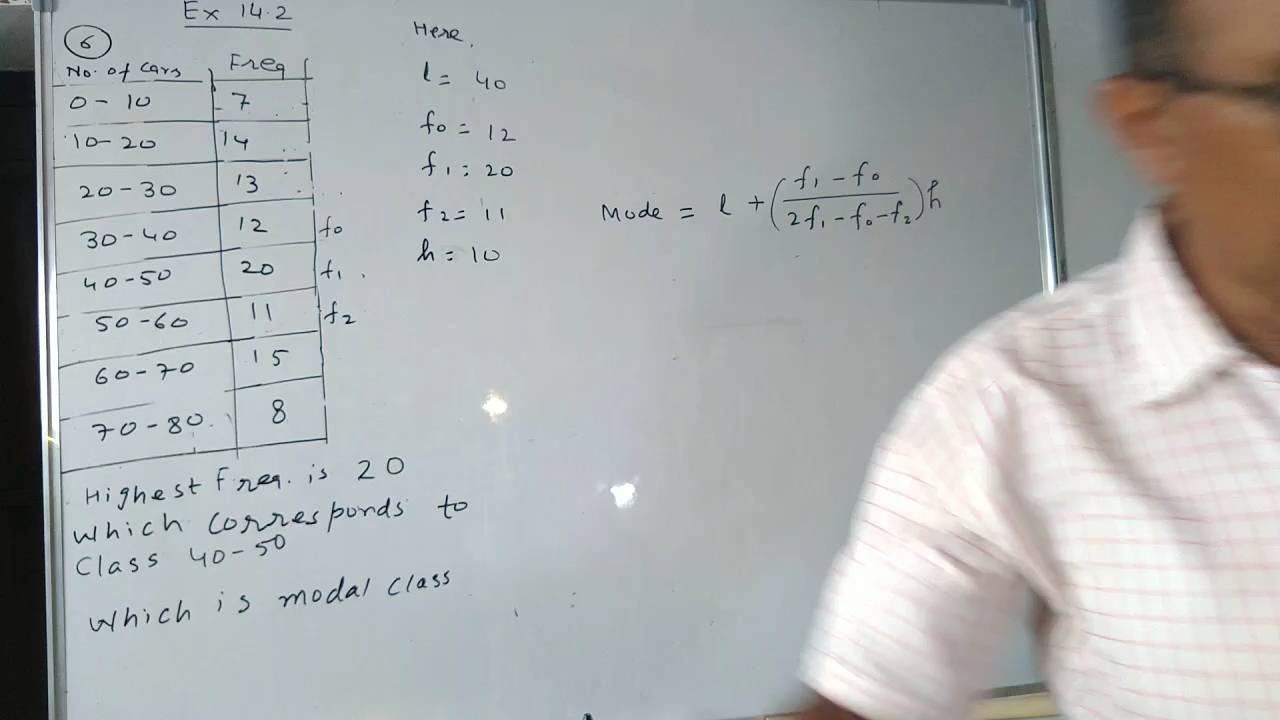 Ex 14.2
6
No. of Cars Freq
0 - 10 7
10-20 14
20-30 13
30-40 12 f0
40-50 20 f1
50-60 11 f2
60-70 15
70-80 8
Highest Freq. is 20
which corresponds to
Class 40-50
which is modal class
Here,
l = 40
f0 = 12
f1 = 20
f2 = 11
h = 10
Mode = l + (f1 - f0 / 2f1 - f0 - f2) h